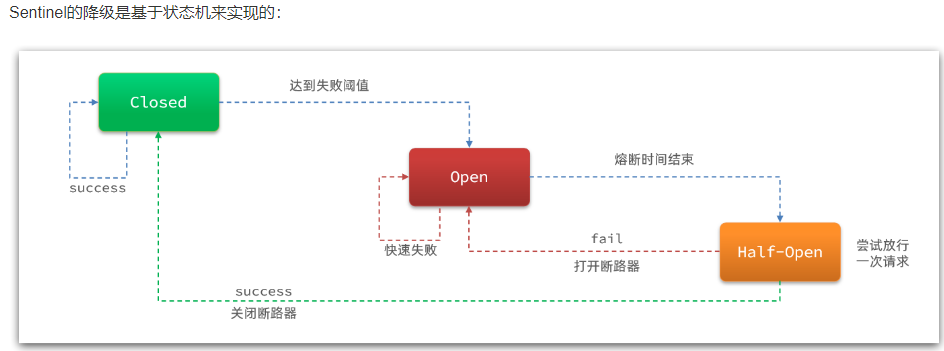 Sentinel的降级是基于状态机来实现的：
达到失败阈值
Closed
熔断时间结束
Open
success
fail
尝试放行
一次请求
快速失败
Half-Open
打开断路器
success
关闭断路器